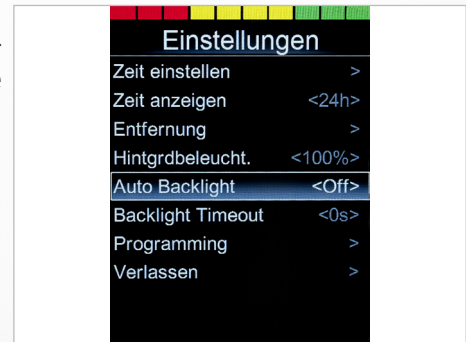 Einstellungen
Zeit einstellen >
Zeit anzeigen <24h>
Entfernung >
Hintgrdbeleucht. <100%>
Auto Backlight <Off>
Backlight Timeout <0s>
Programming >
Verlassen >